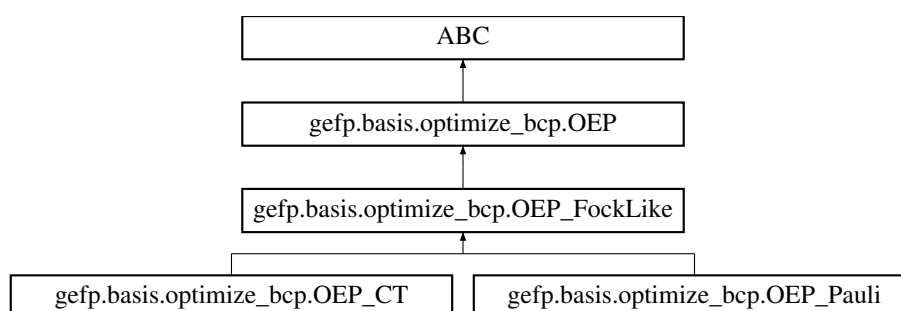 ABC
gefp.basis.optimize_bcp.OEP
gefp.basis.optimize_bcp.OEP_FockLike
gefp.basis.optimize_bcp.OEP_CT gefp.basis.optimize_bcp.OEP_Pauli